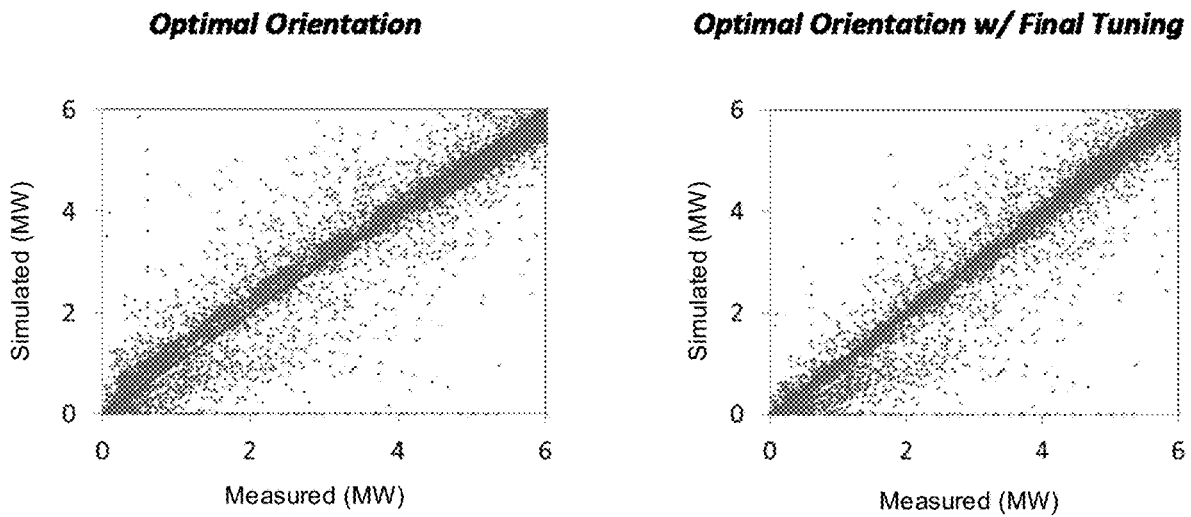 Optimal Orientation
6
4
2
0
0 2 4 6
Simulated (MW)
Measured (MW)
Optimal Orientation w/ Final Tuning
6
4
2
0
0 2 4 6
Simulated (MW)
Measured (MW)